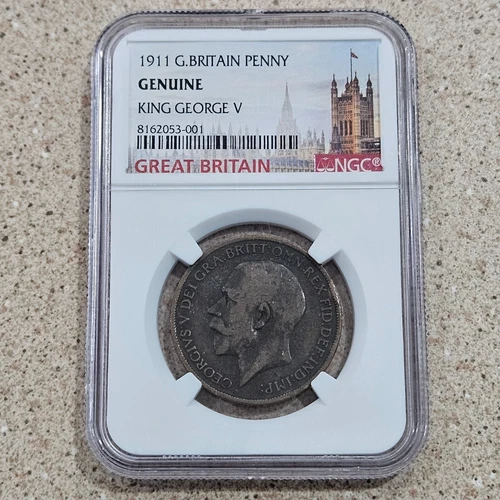 1911 G.BRITAIN PENNY
GENUINE
KING GEORGE V
8162053-001
GREAT BRITAIN NGC®
GEORGIVS V DEI GRA:BRITT:OMN:REX FID:DEF:IND:IMP: